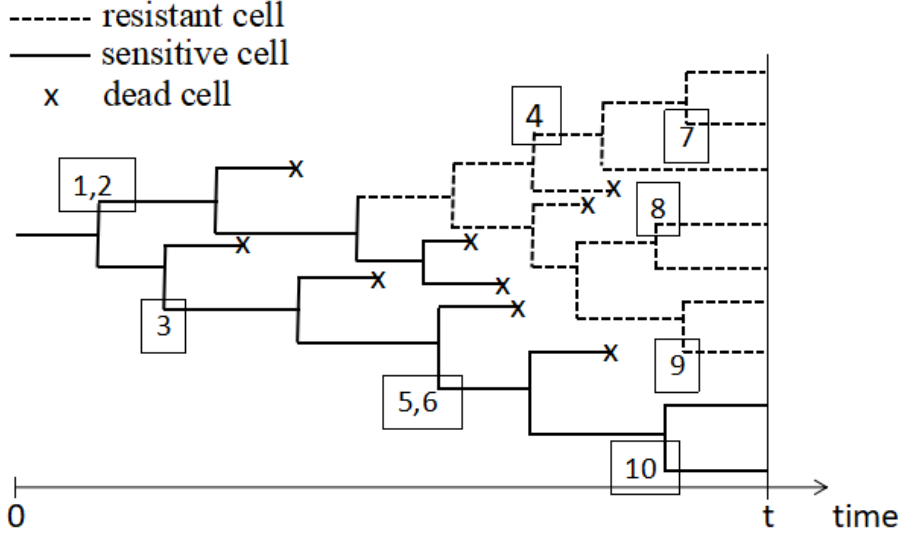 resistant cell
sensitive cell
x dead cell
4
7
x
1,2
x
x
8
x
x
x
x
x
3
x
9
5,6
10
0
t
time